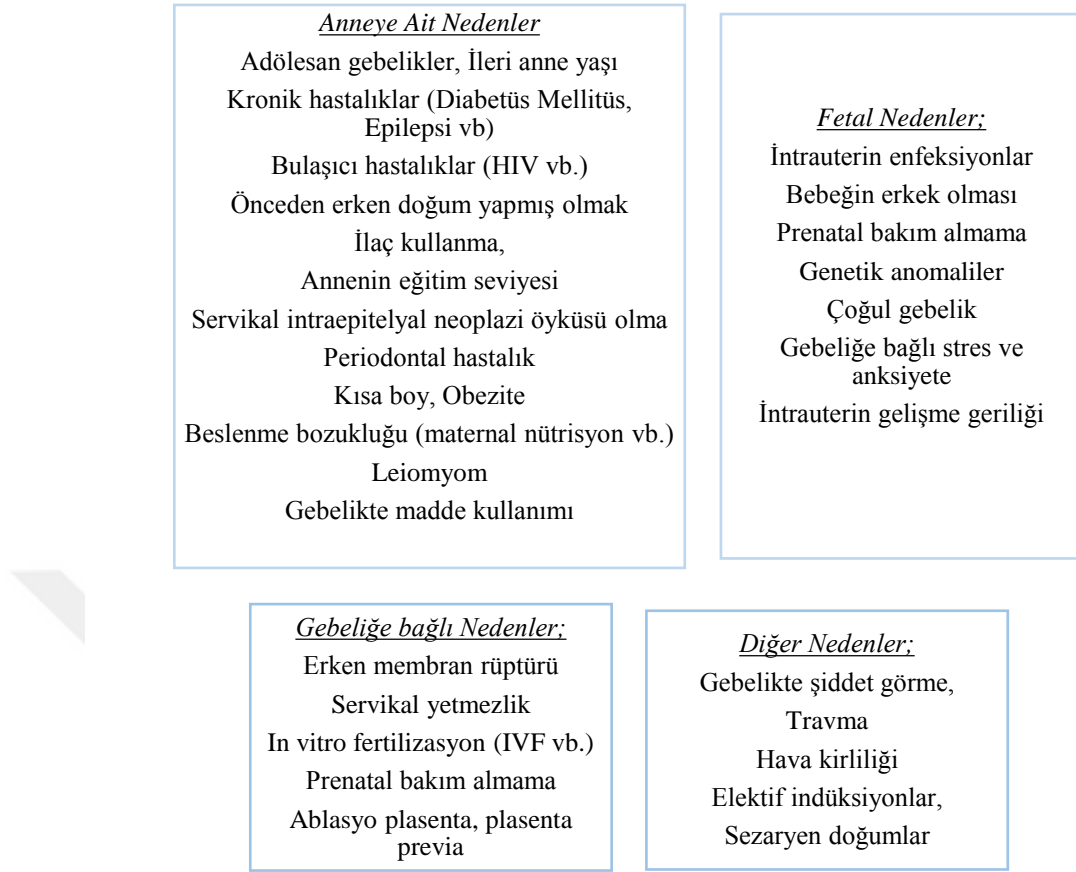 Anneye Ait Nedenler
Adölesan gebelikler, İleri anne yaşı
Kronik hastalıklar (Diabetüs Mellitüs,
Epilepsi vb)
Bulaşıcı hastalıklar (HIV vb.)
Önceden erken doğum yapmış olmak
İlaç kullanma,
Annenin eğitim seviyesi
Servikal intraepitelyal neoplazi öyküsü olma
Periodontal hastalık
Kısa boy, Obezite
Beslenme bozukluğu (maternal nütrisyon vb.)
Leiomyom
Gebelikte madde kullanımı
Fetal Nedenler;
İntrauterin enfeksiyonlar
Bebeğin erkek olması
Prenatal bakım almama
Genetik anomaliler
Çoğul gebelik
Gebeliğe bağlı stres ve
anksiyete
İntrauterin gelişme geriliği
Gebeliğe bağlı Nedenler;
Erken membran rüptürü
Servikal yetmezlik
In vitro fertilizasyon (IVF vb.)
Prenatal bakım almama
Ablasyo plasenta, plasenta
previa
Diğer Nedenler;
Gebelikte şiddet görme,
Travma
Hava kirliliği
Elektif indüksiyonlar,
Sezaryen doğumlar